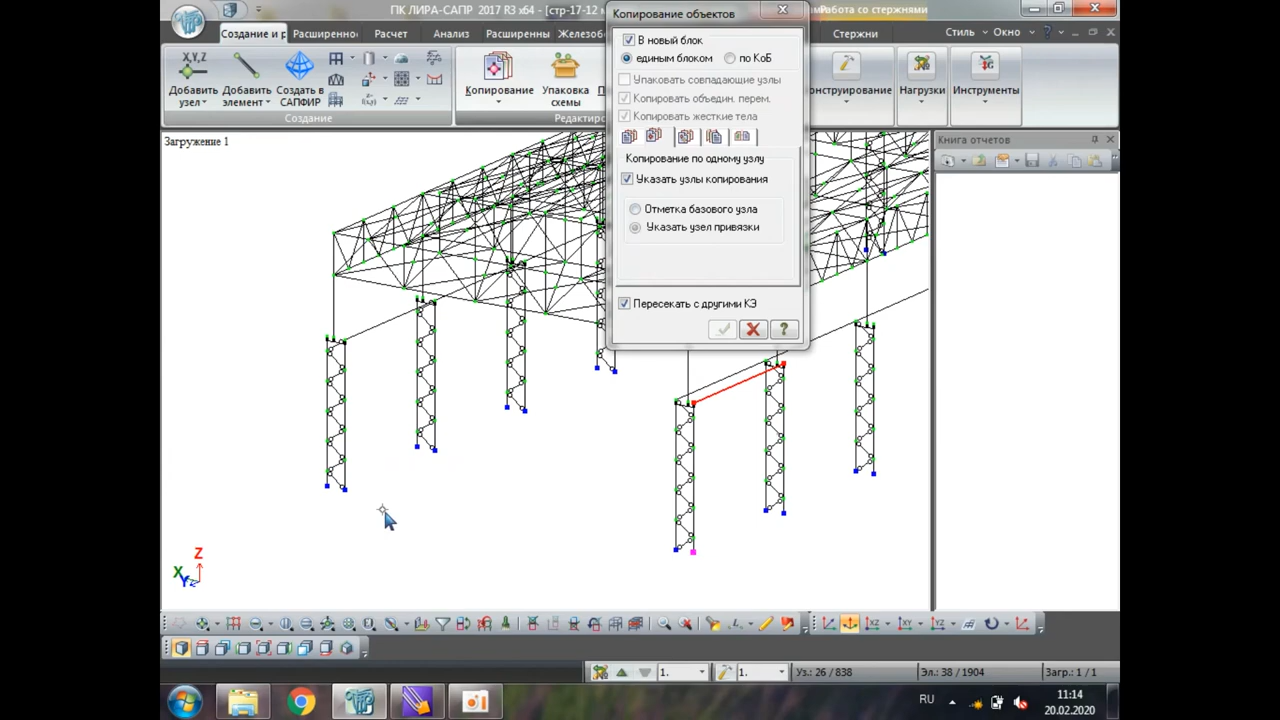 ПК ЛИРА-САПР 2017 R3 x64 - [стр-17-12
Копирование объектов
Работа со стержнями
Создание и р
Расширенно
Расчет
Анализ
Расширенны
Железобе
Стержни
Стиль
Окно
Добавить узел
Добавить элемент
Создать в САПФИР
Копирование
Упаковка схемы
онструирование
Нагрузки
Инструменты
Создание
Редактиро
В новый блок
единым блоком
по КоБ
Упаковать совпадающие узлы
Копировать объедин. перем.
Копировать жесткие тела
Копирование по одному узлу
Указать узлы копирования
Отметка базового узла
Указать узел привязки
Пересекать с другими КЭ
Загружение 1
Книга отчетов
Z
X
Y
1.
1.
Уз.: 26 / 838
Эл.: 38 / 1904
Загр.: 1 / 1
RU
11:14
20.02.2020